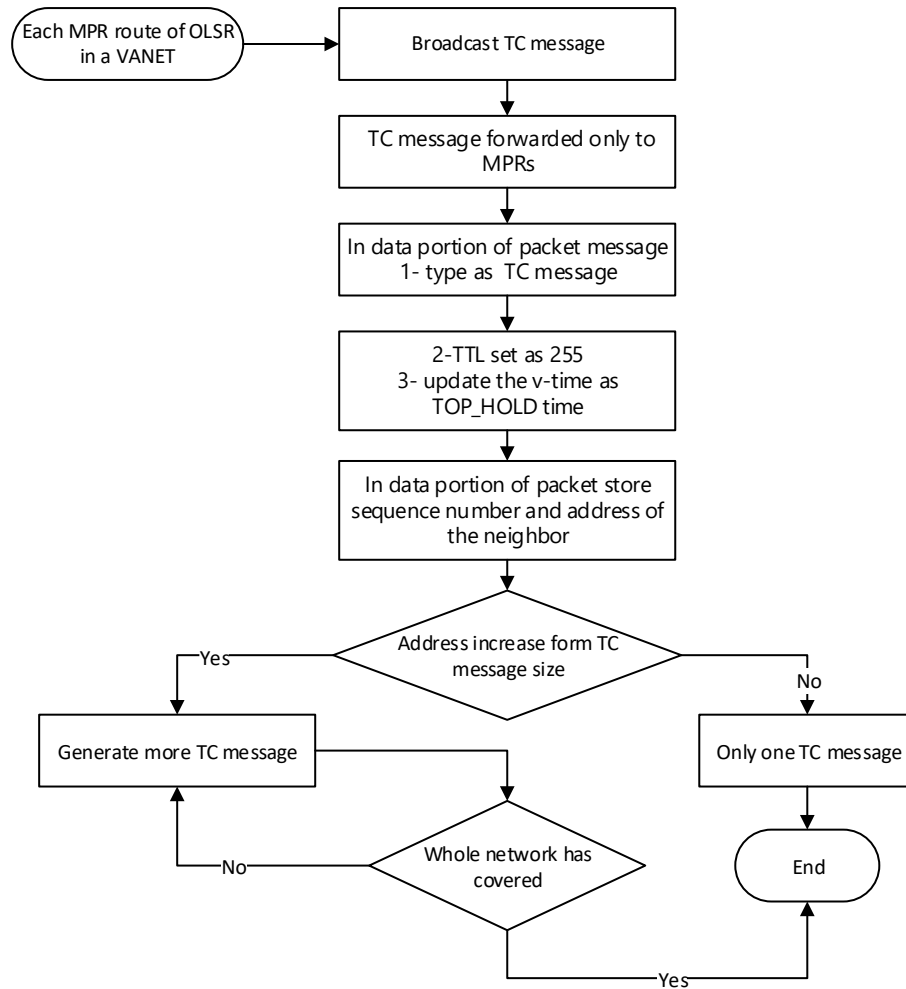 Each MPR route of OLSR
in a VANET
Broadcast TC message
TC message forwarded only to
MPRs
In data portion of packet message
1- type as TC message
2-TTL set as 255
3- update the v-time as
TOP_HOLD time
In data portion of packet store
sequence number and address of
the neighbor
Address increase form TC
message size
Yes
No
Generate more TC message
Only one TC message
Whole network has
covered
No
End
Yes